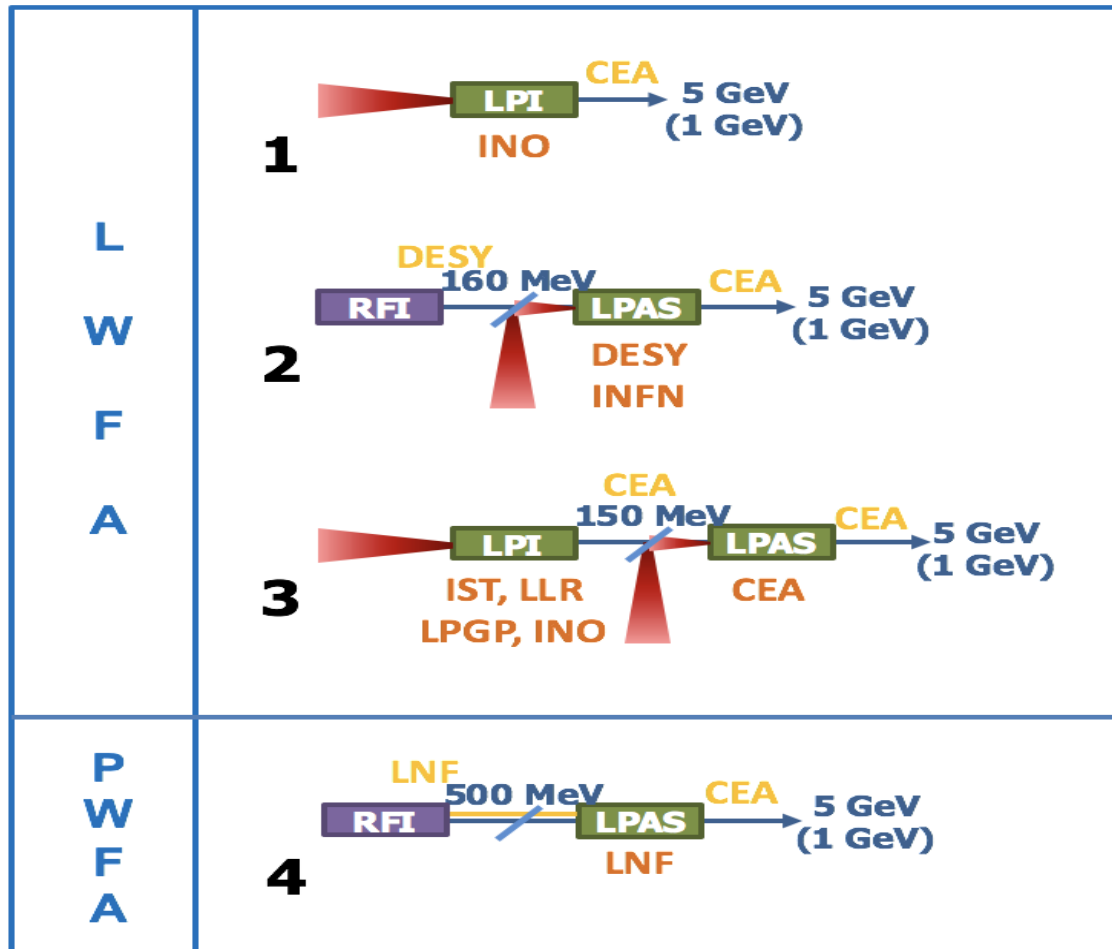 L
W
F
A
CEA
LPI
5 GeV
(1 GeV)
INO
1
DESY
160 MeV
CEA
RFI
LPAS
5 GeV
(1 GeV)
2
DESY
INFN
CEA
150 MeV
CEA
LPI
LPAS
5 GeV
(1 GeV)
3
IST, LLR
LPGP, INO
CEA
P
W
F
A
LNF
500 MeV
CEA
RFI
LPAS
5 GeV
(1 GeV)
4
LNF